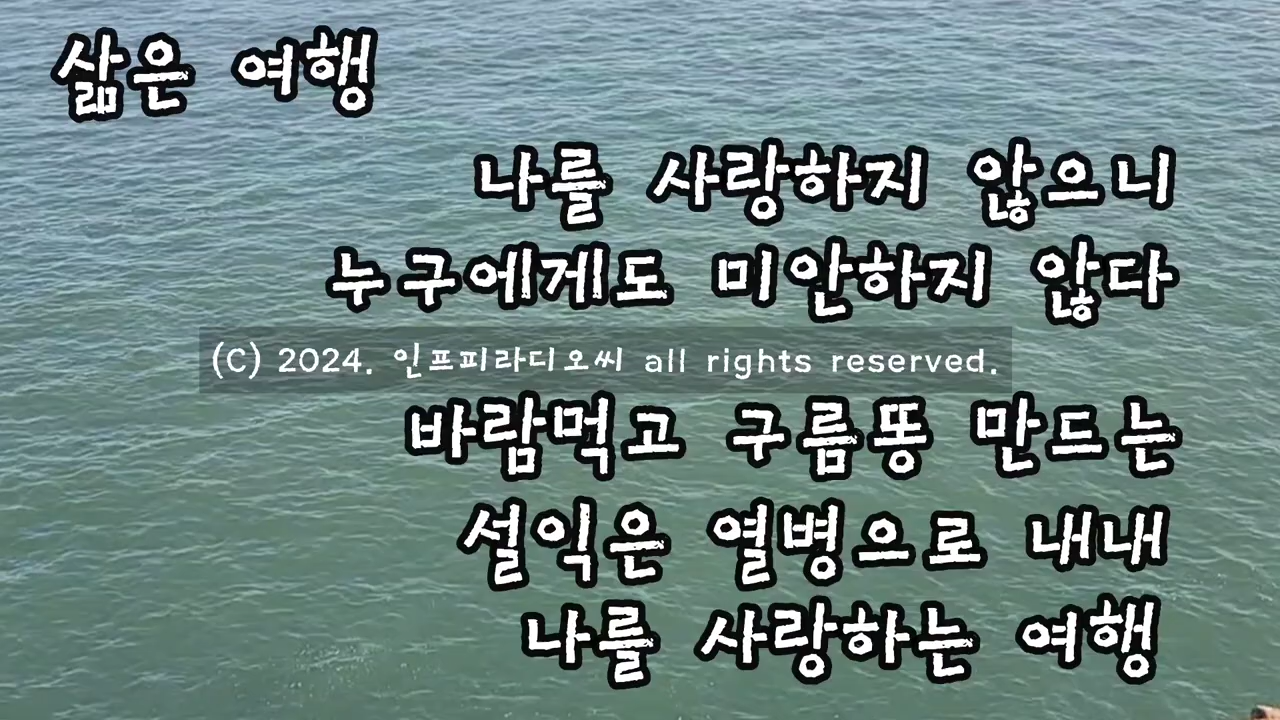 삶은 여행
나를 사랑하지 않으니
누구에게도 미안하지 않다
(C) 2024. 인프피라디오씨 all rights reserved.
바람먹고 구름똥 만드는
설익은 열병으로 내내
나를 사랑하는 여행